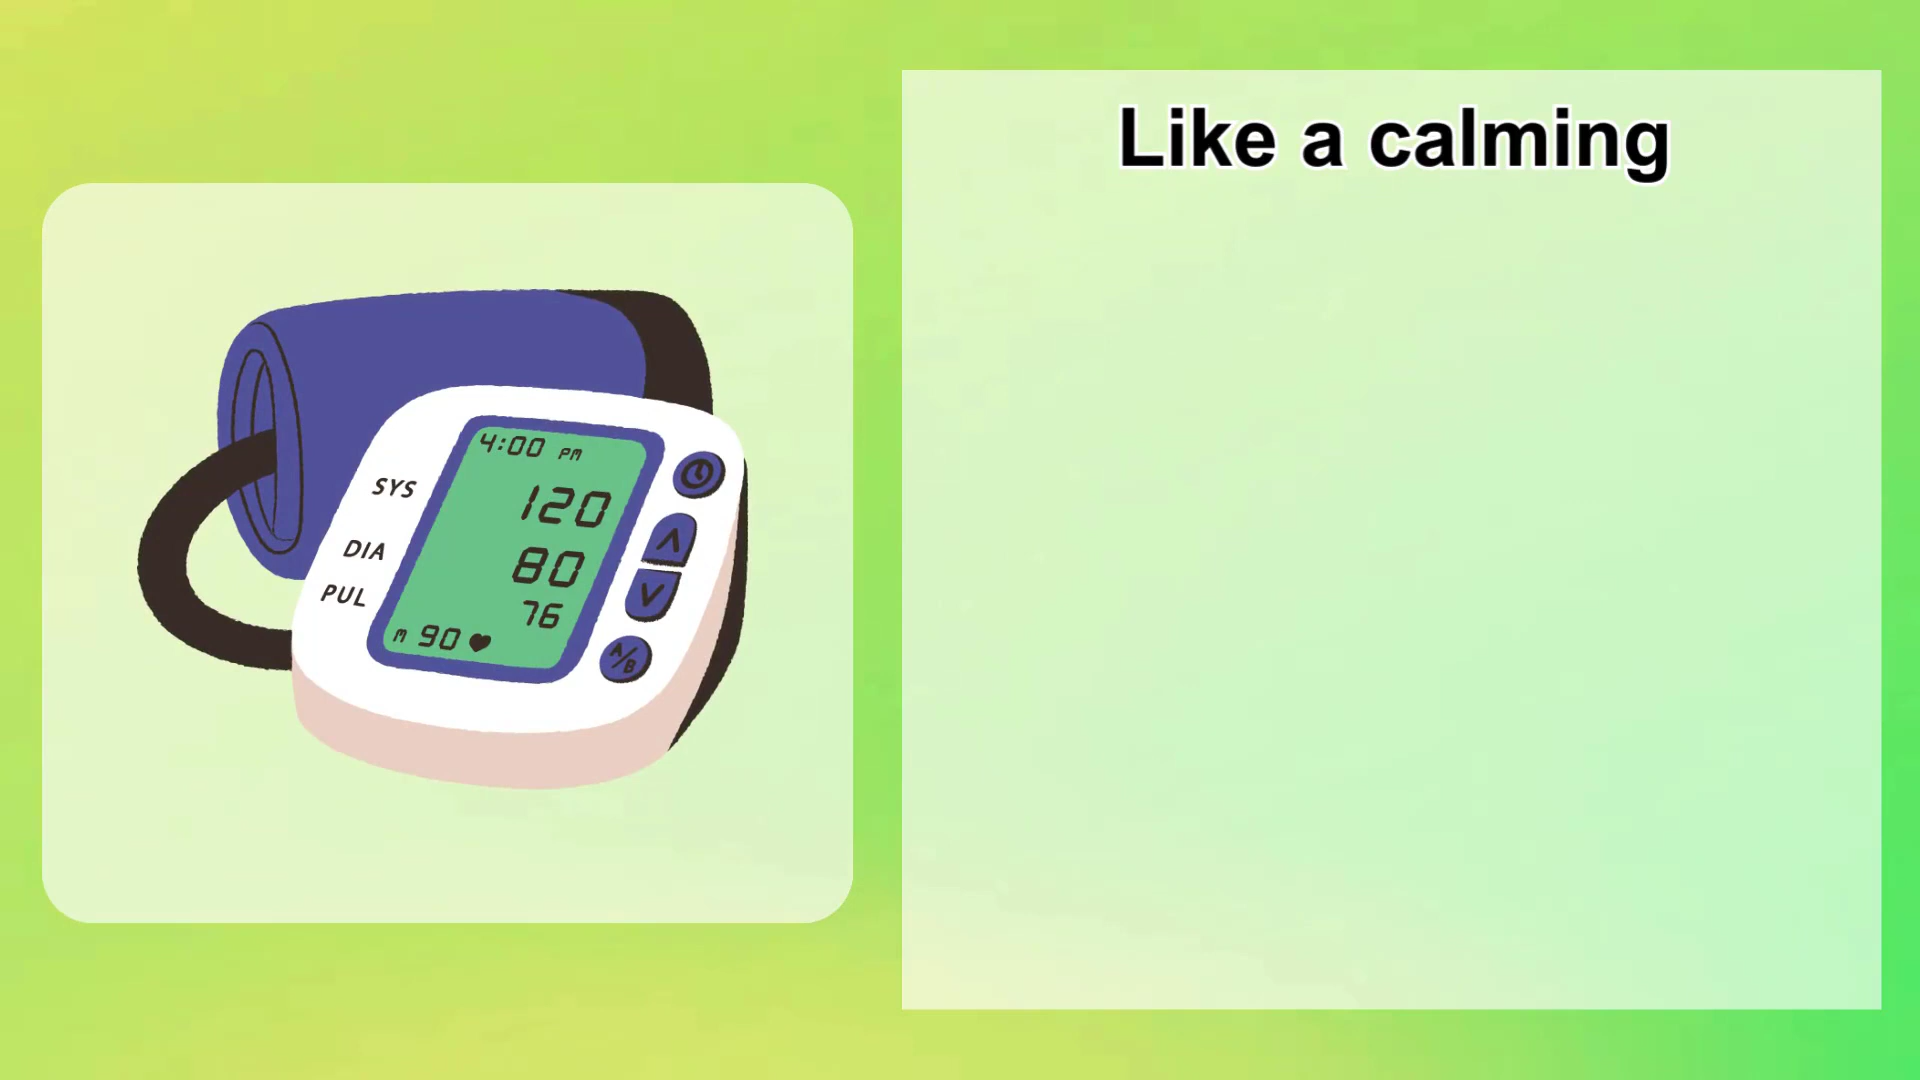 Like a calming
4:00 PM
SYS 120
DIA 80
PUL 76
m 90
A/B